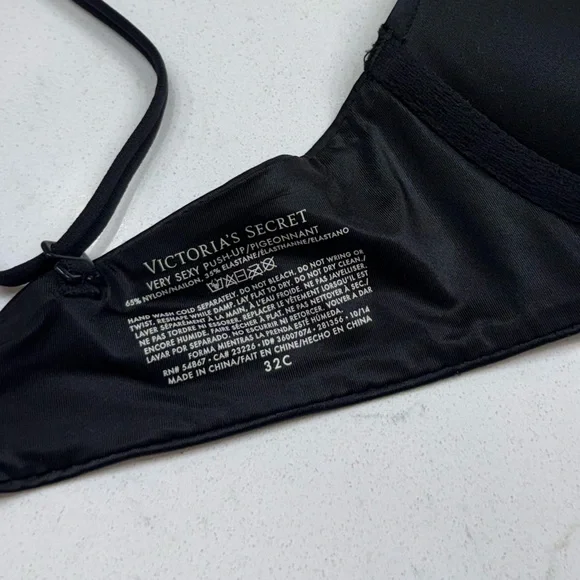 VICTORIA'S SECRET
VERY SEXY PUSH-UP/PIGEONNANT
65% NYLON/NAILON, 35% ELASTANE/ÉLASTHANNE/ELASTANO
HAND WASH COLD SEPARATELY. DO NOT BLEACH. DO NOT WRING OR
TWIST. RESHAPE WHILE DAMP. LAY FLAT TO DRY. DO NOT DRY CLEAN/
LAVER SÉPARÉMENT À LA MAIN, À L'EAU FROIDE. NE PAS JAVELLISER.
NE PAS TORDRE NI ESSORER. REPLACER LE VÊTEMENT LORSQU'IL EST
ENCORE HUMIDE. FAIRE SÉCHER À PLAT. NE PAS NETTOYER À SEC/
LAVAR POR SEPARADO. NO ESCURRIR NI RETORCER. VOLVER A DAR
FORMA MIENTRAS LA PRENDA ESTÉ HÚMEDA.
RN# 54867 • CA# 23226 • ID# 36007074 • 281356 • 10/14
MADE IN CHINA/FAIT EN CHINE/HECHO EN CHINA
32C